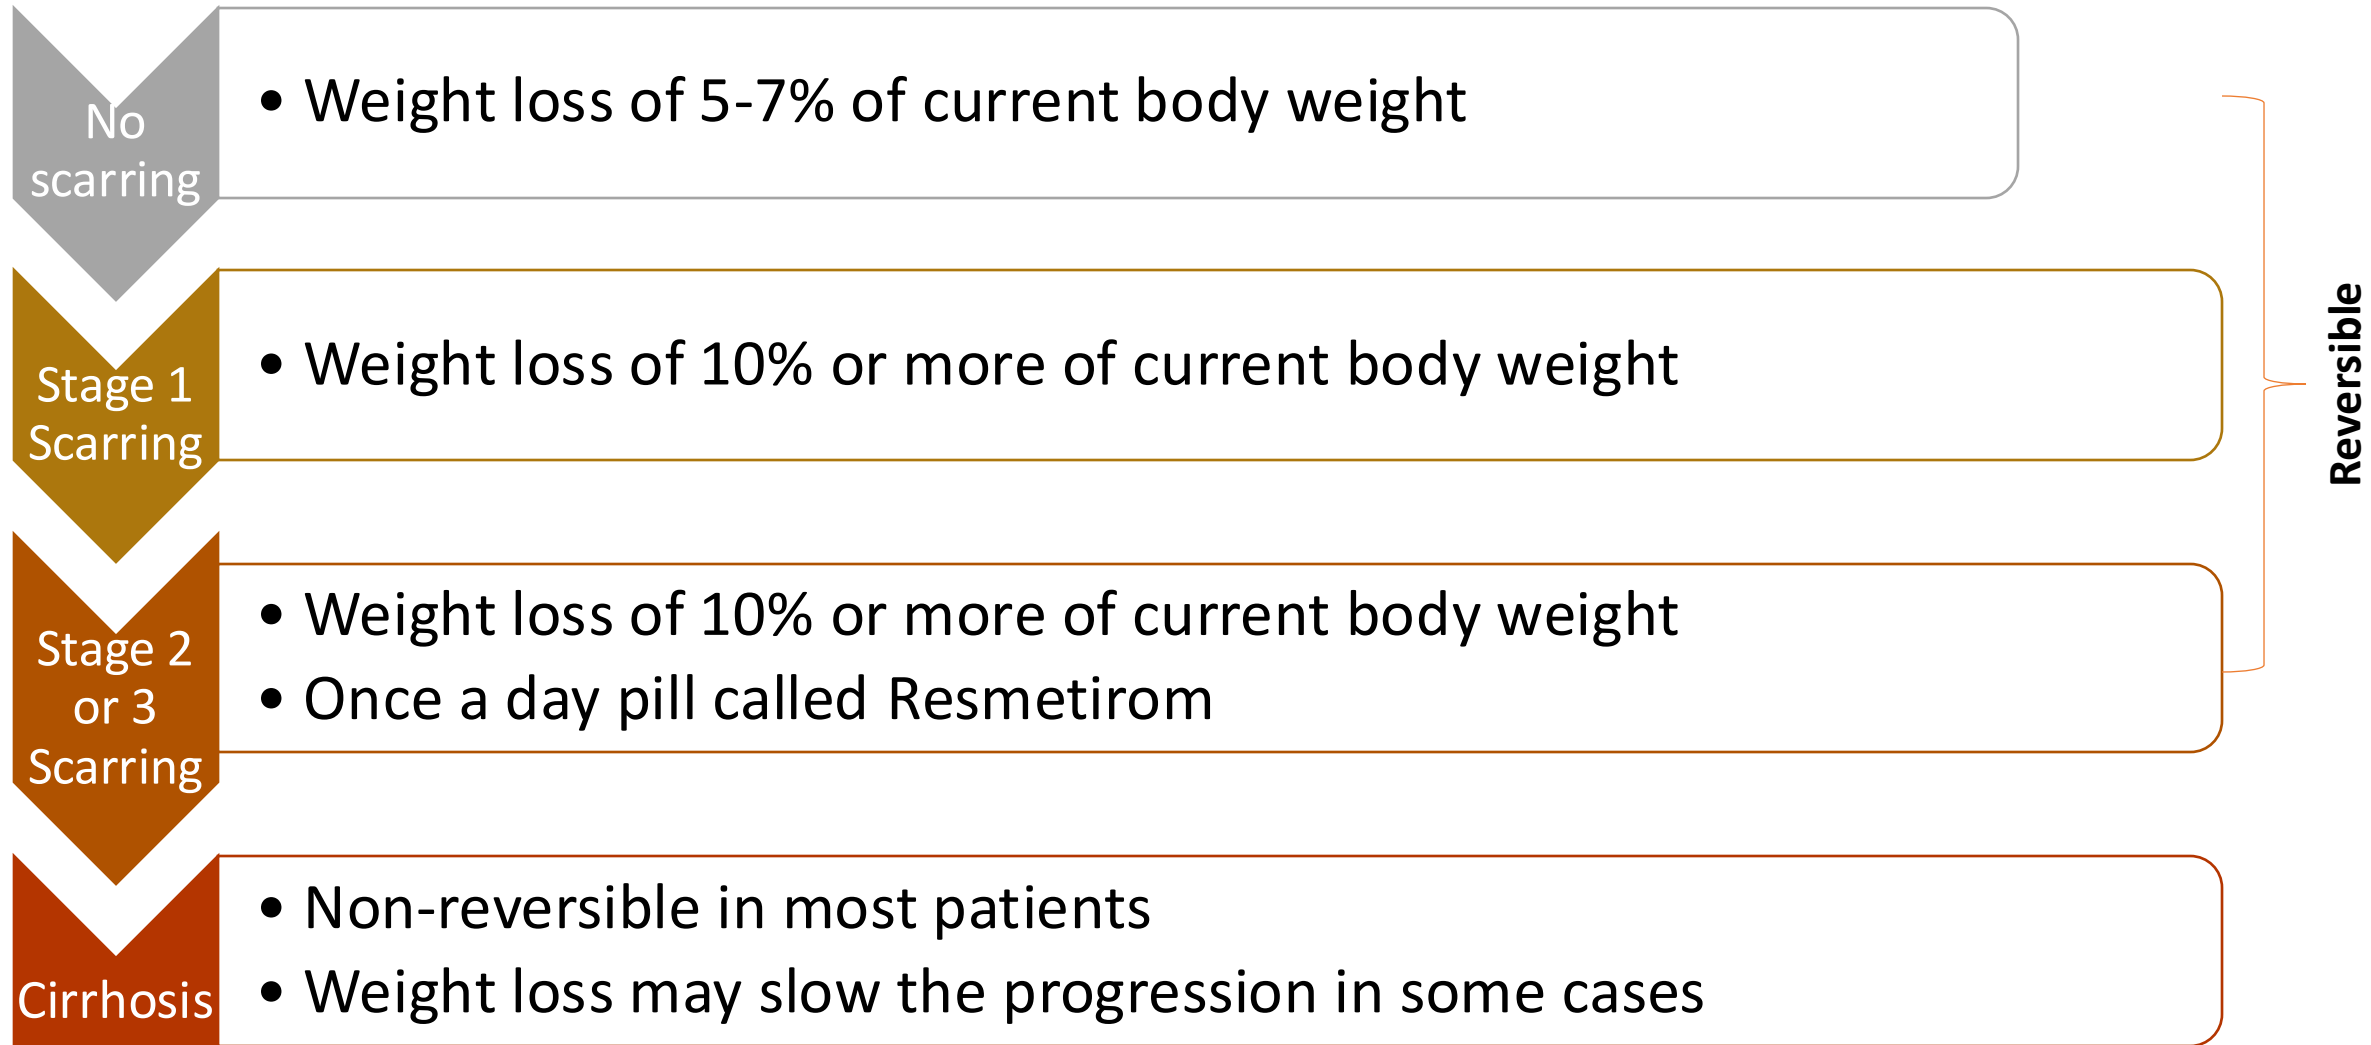 No
scarring
• Weight loss of 5-7% of current body weight
Stage 1
Scarring
• Weight loss of 10% or more of current body weight
Stage 2
or 3
Scarring
• Weight loss of 10% or more of current body weight
• Once a day pill called Resmetirom
Cirrhosis
• Non-reversible in most patients
• Weight loss may slow the progression in some cases
Reversible